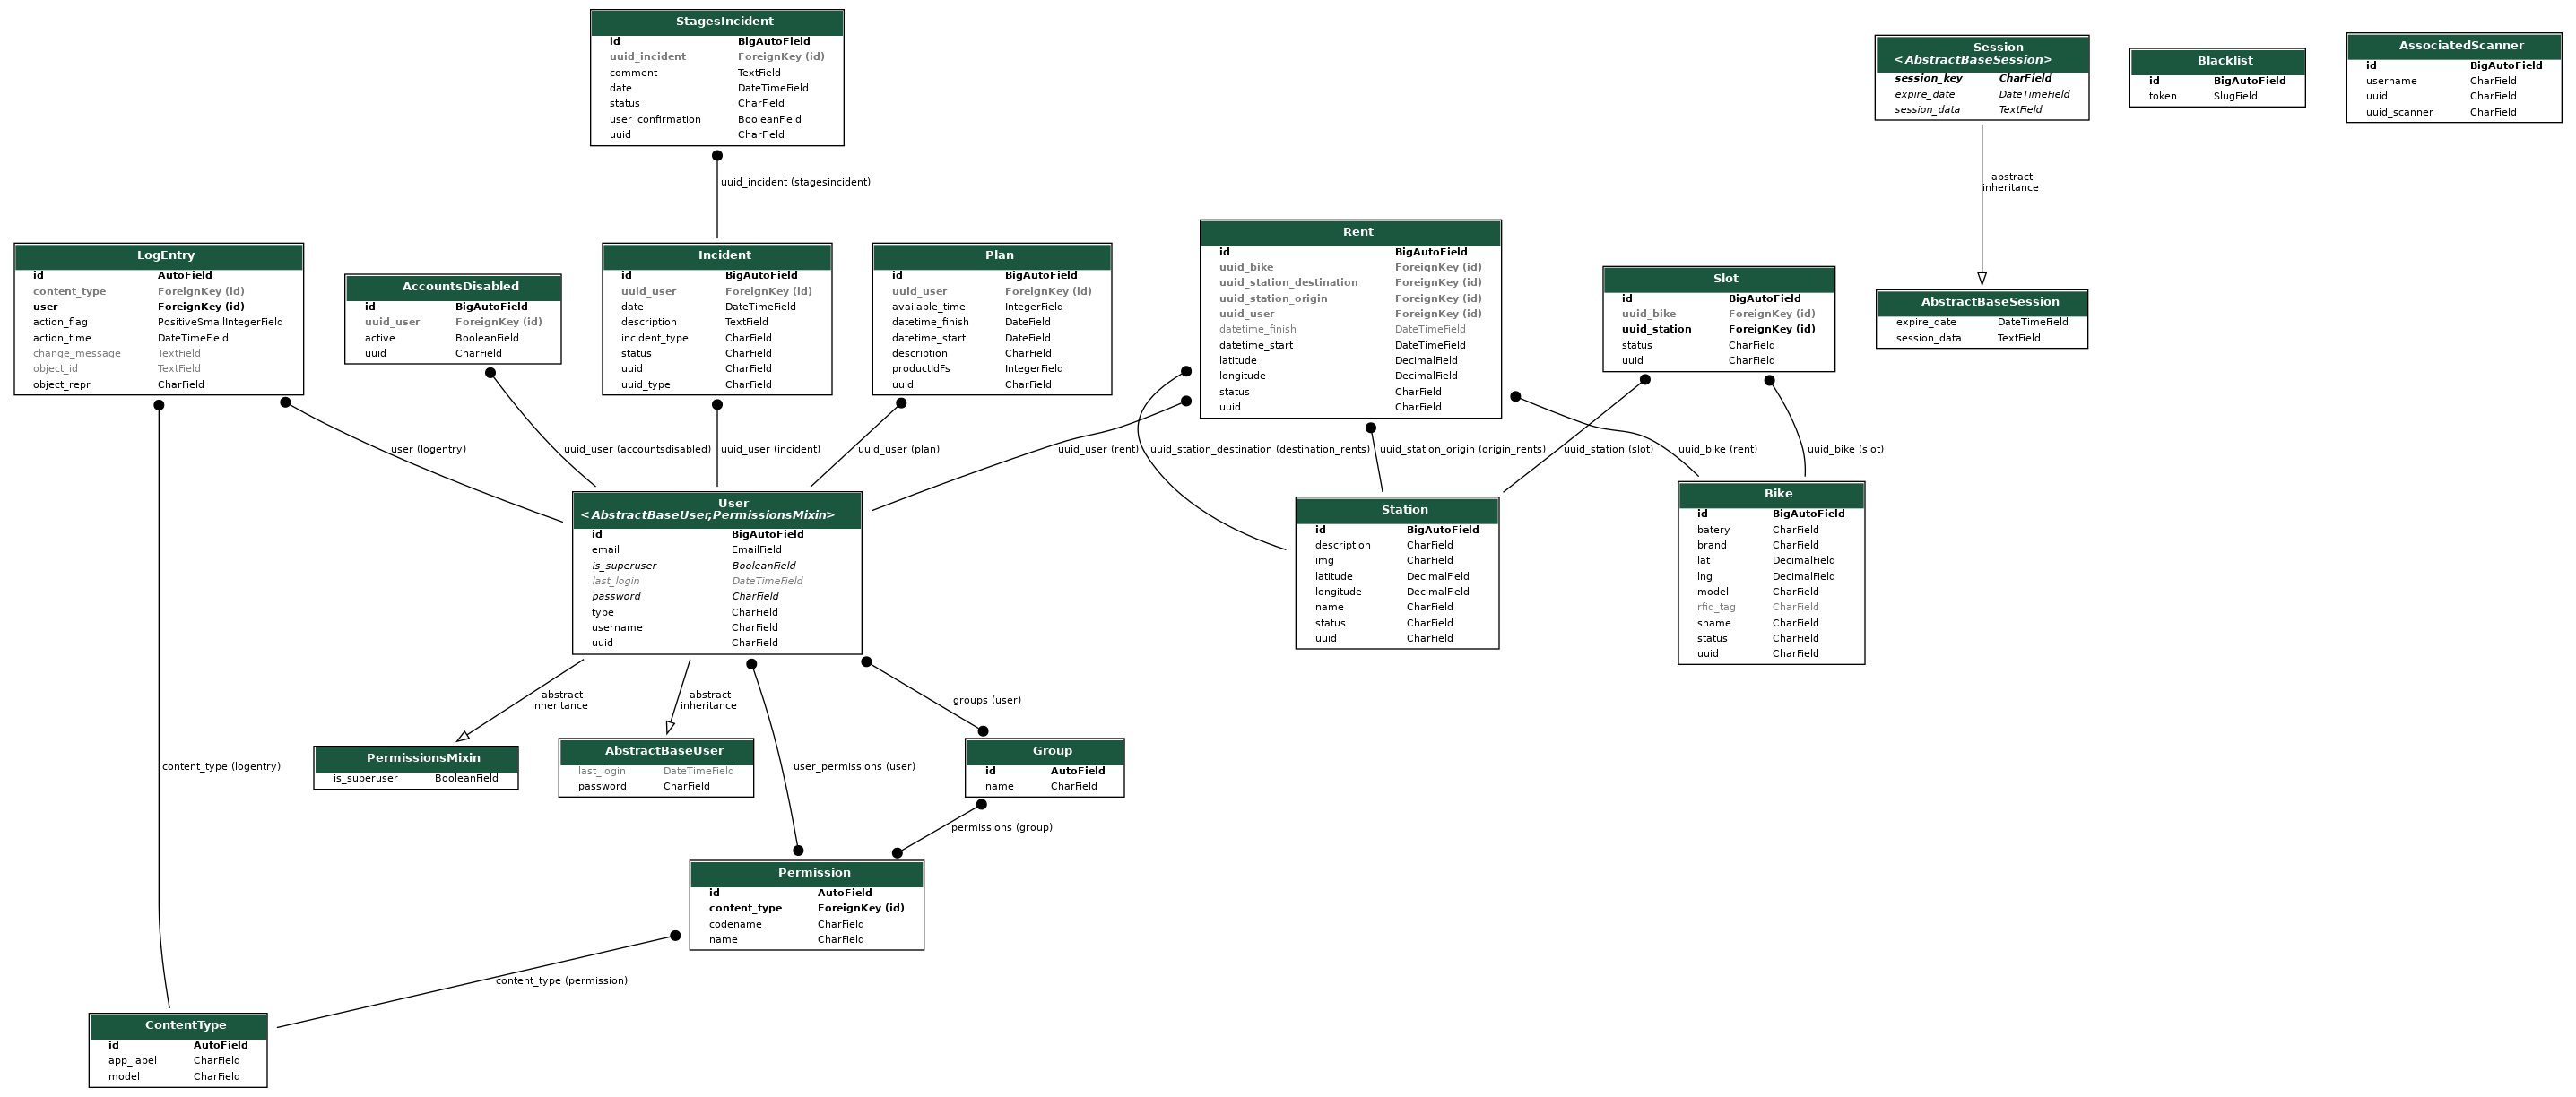 StagesIncident
id BigAutoField
uuid_incident ForeignKey (id)
comment TextField
date DateTimeField
status CharField
user_confirmation BooleanField
uuid CharField
Session
<AbstractBaseSession>
session_key CharField
expire_date DateTimeField
session_data TextField
Blacklist
id BigAutoField
token SlugField
AssociatedScanner
id BigAutoField
username CharField
uuid CharField
uuid_scanner CharField
uuid_incident (stagesincident)
abstract
inheritance
LogEntry
id AutoField
content_type ForeignKey (id)
user ForeignKey (id)
action_flag PositiveSmallIntegerField
action_time DateTimeField
change_message TextField
object_id TextField
object_repr CharField
AccountsDisabled
id BigAutoField
uuid_user ForeignKey (id)
active BooleanField
uuid CharField
Incident
id BigAutoField
uuid_user ForeignKey (id)
date DateTimeField
description TextField
incident_type CharField
status CharField
uuid CharField
uuid_type CharField
Plan
id BigAutoField
uuid_user ForeignKey (id)
available_time IntegerField
datetime_finish DateField
datetime_start DateField
description CharField
productIdFs IntegerField
uuid CharField
Rent
id BigAutoField
uuid_bike ForeignKey (id)
uuid_station_destination ForeignKey (id)
uuid_station_origin ForeignKey (id)
uuid_user ForeignKey (id)
datetime_finish DateTimeField
datetime_start DateTimeField
latitude DecimalField
longitude DecimalField
status CharField
uuid CharField
Slot
id BigAutoField
uuid_bike ForeignKey (id)
uuid_station ForeignKey (id)
status CharField
uuid CharField
AbstractBaseSession
expire_date DateTimeField
session_data TextField
user (logentry)
uuid_user (accountsdisabled)
uuid_user (incident)
uuid_user (plan)
uuid_user (rent)
uuid_station_destination (destination_rents)
uuid_station_origin (origin_rents)
uuid_station (slot)
uuid_bike (rent)
uuid_bike (slot)
User
<AbstractBaseUser,PermissionsMixin>
id BigAutoField
email EmailField
is_superuser BooleanField
last_login DateTimeField
password CharField
type CharField
username CharField
uuid CharField
Station
id BigAutoField
description CharField
img CharField
latitude DecimalField
longitude DecimalField
name CharField
status CharField
uuid CharField
Bike
id BigAutoField
batery CharField
brand CharField
lat DecimalField
lng DecimalField
model CharField
rfid_tag CharField
sname CharField
status CharField
uuid CharField
abstract
inheritance
abstract
inheritance
groups (user)
content_type (logentry)
PermissionsMixin
is_superuser BooleanField
AbstractBaseUser
last_login DateTimeField
password CharField
user_permissions (user)
Group
id AutoField
name CharField
permissions (group)
Permission
id AutoField
content_type ForeignKey (id)
codename CharField
name CharField
content_type (permission)
ContentType
id AutoField
app_label CharField
model CharField